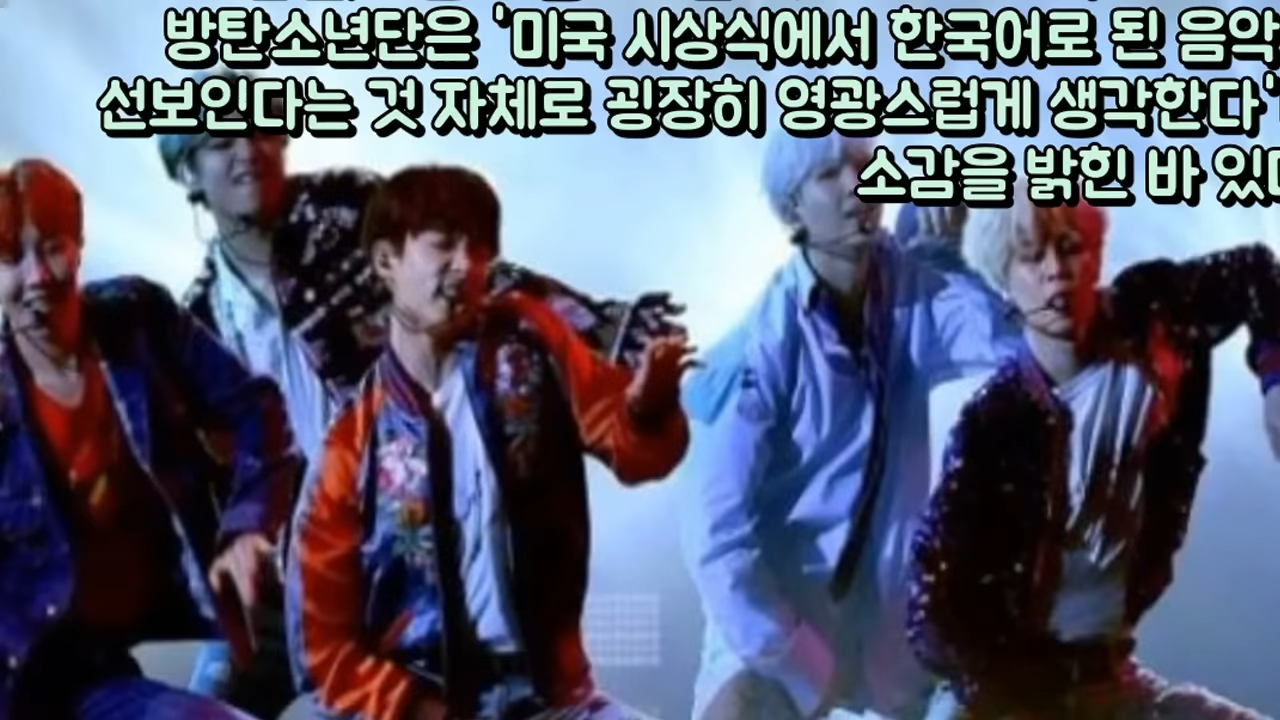 방탄소년단은 '미국 시상식에서 한국어로 된 음악
선보인다는 것 자체로 굉장히 영광스럽게 생각한다'
소감을 밝힌 바